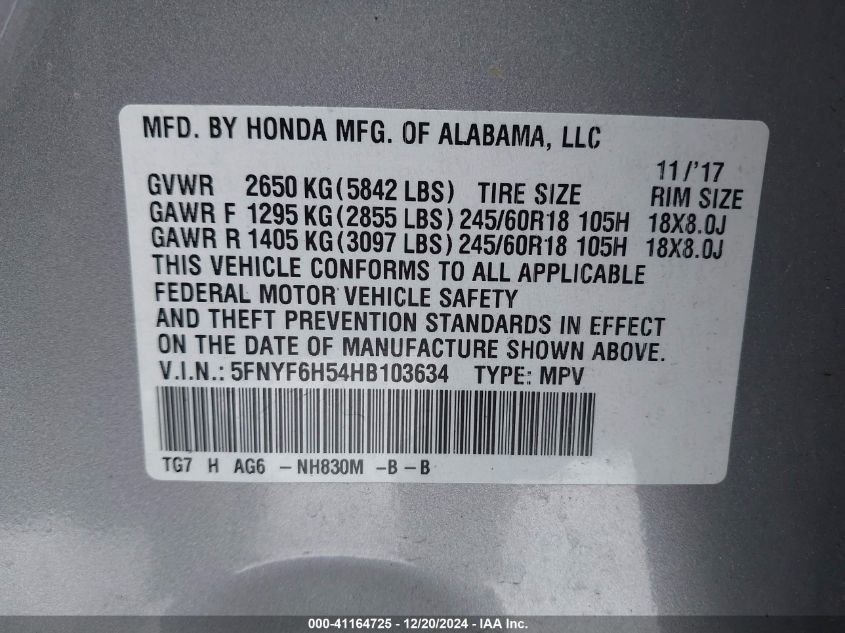 MFD. BY HONDA MFG. OF ALABAMA, LLC
11/'17
GVWR 2650 KG(5842 LBS) TIRE SIZE RIM SIZE
GAWR F 1295 KG(2855 LBS) 245/60R18 105H 18X8.0J
GAWR R 1405 KG(3097 LBS) 245/60R18 105H 18X8.0J
THIS VEHICLE CONFORMS TO ALL APPLICABLE
FEDERAL MOTOR VEHICLE SAFETY
AND THEFT PREVENTION STANDARDS IN EFFECT
ON THE DATE OF MANUFACTURE SHOWN ABOVE.
V.I.N.: 5FNYF6H54HB103634 TYPE: MPV
TG7 H AG6 -NH830M -B -B
000-41164725 - 12/20/2024 - IAA Inc.